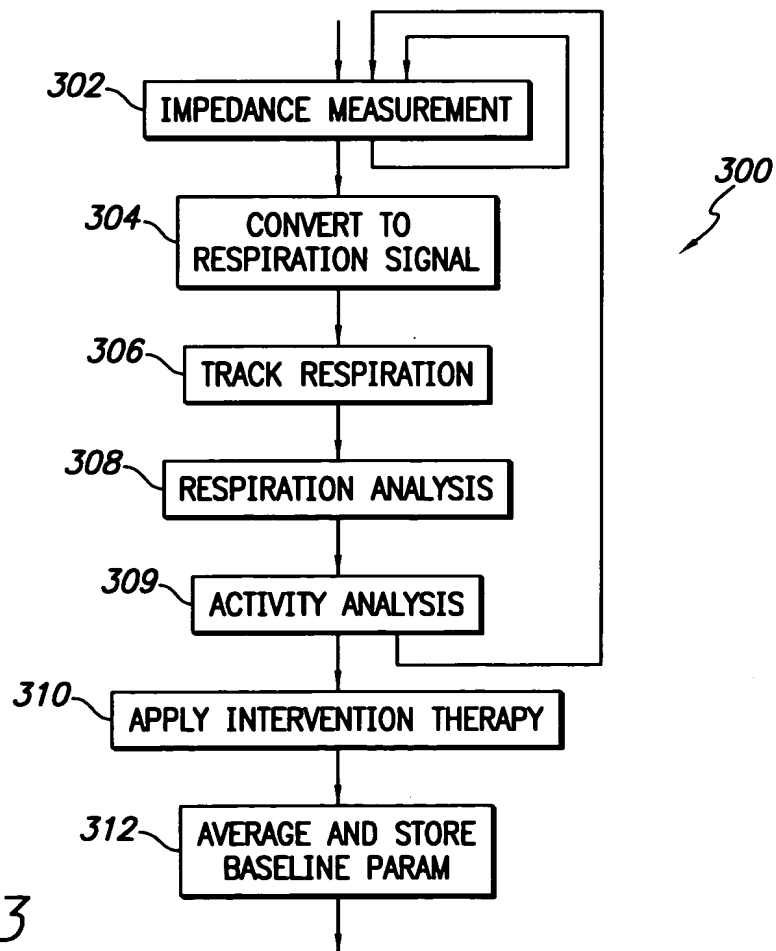 302
IMPEDANCE MEASUREMENT
300
304
CONVERT TO
RESPIRATION SIGNAL
306
TRACK RESPIRATION
308
RESPIRATION ANALYSIS
309
ACTIVITY ANALYSIS
310
APPLY INTERVENTION THERAPY
312
AVERAGE AND STORE
BASELINE PARAM
3